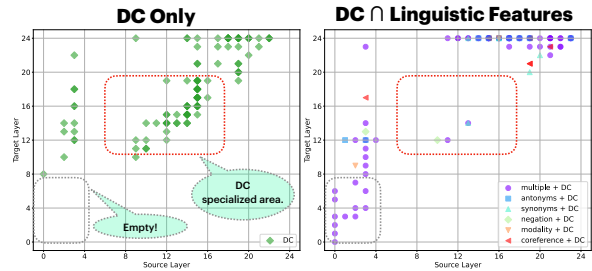 DC Only
24
20
16
12
8
4
0
Target Layer
0
4
8
12
16
20
24
Source Layer
Empty!
DC
specialized area.
DC
DC ∩ Linguistic Features
24
20
16
12
8
4
0
Target Layer
0
4
8
12
16
20
24
Source Layer
multiple + DC
antonyms + DC
synonyms + DC
negation + DC
modality + DC
coreference + DC